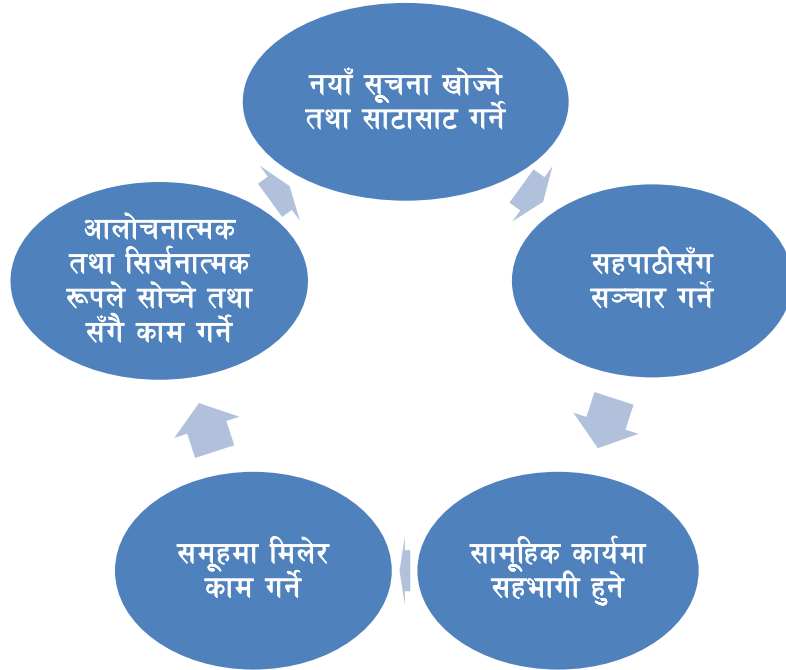 नयाँ सूचना खोज्ने
तथा साटासाट गर्ने
सहपाठीसँग
सञ्चार गर्ने
सामूहिक कार्यमा
सहभागी हुने
समूहमा मिलेर
काम गर्ने
आलोचनात्मक
तथा सिर्जनात्मक
रूपले सोच्ने तथा
सँगै काम गर्ने